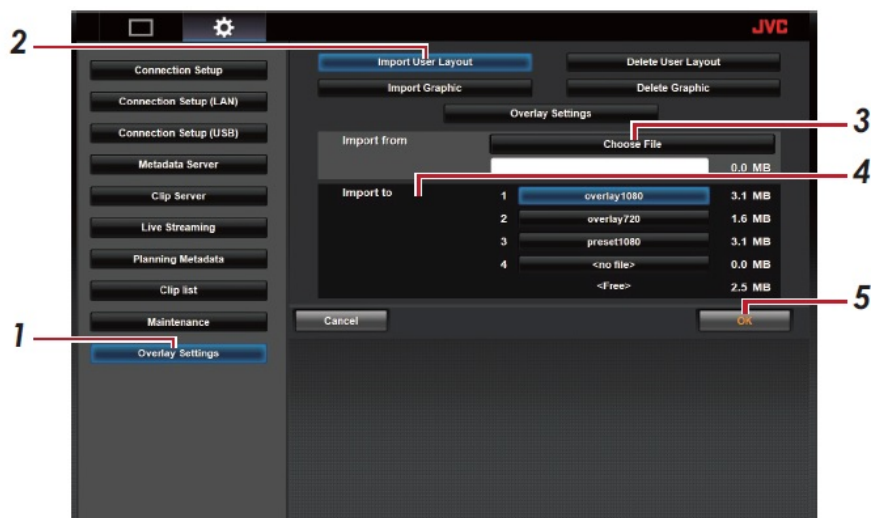 JVC
2
Import User Layout
Delete User Layout
Connection Setup
Import Graphic
Delete Graphic
Connection Setup (LAN)
Overlay Settings
3
Connection Setup (USB)
Import from
Choose File
Metadata Server
0.0 MB
4
Clip Server
Import to
1 overlay1080 3.1 MB
2 overlay720 1.6 MB
Live Streaming
3 preset1080 3.1 MB
Planning Metadata
4 <no file> 0.0 MB
Clip list
<Free> 2.5 MB
5
Maintenance
Cancel
OK
1
Overlay Settings